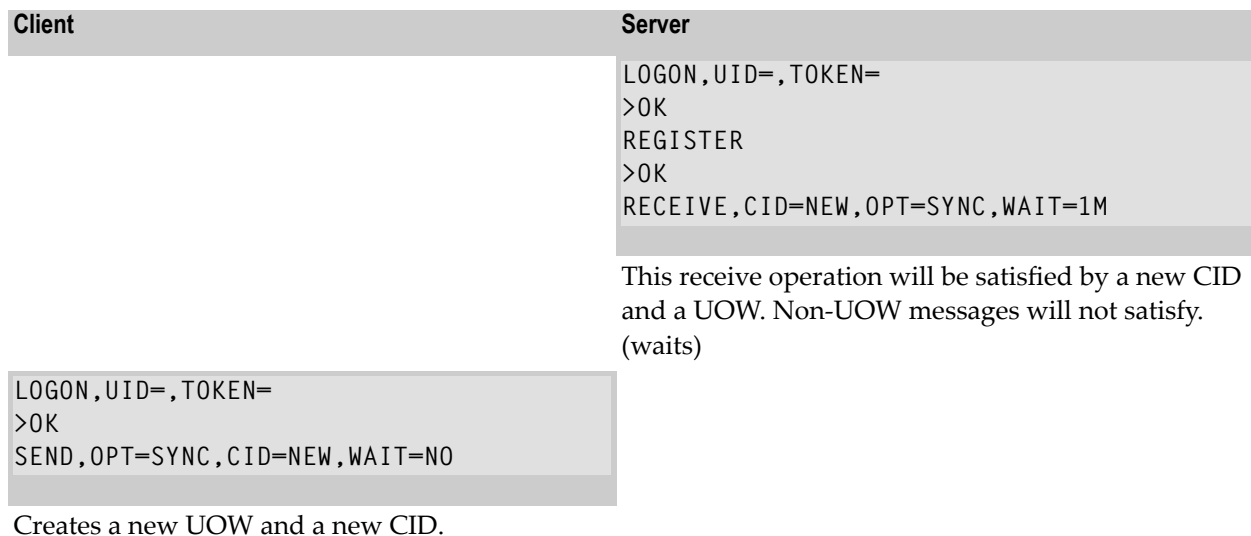 Client Server
LOGON,UID=,TOKEN=
>OK
REGISTER
>OK
RECEIVE,CID=NEW,OPT=SYNC,WAIT=1M
This receive operation will be satisfied by a new CID
and a UOW. Non-UOW messages will not satisfy.
(waits)
LOGON,UID=,TOKEN=
>OK
SEND,OPT=SYNC,CID=NEW,WAIT=NO
Creates a new UOW and a new CID.